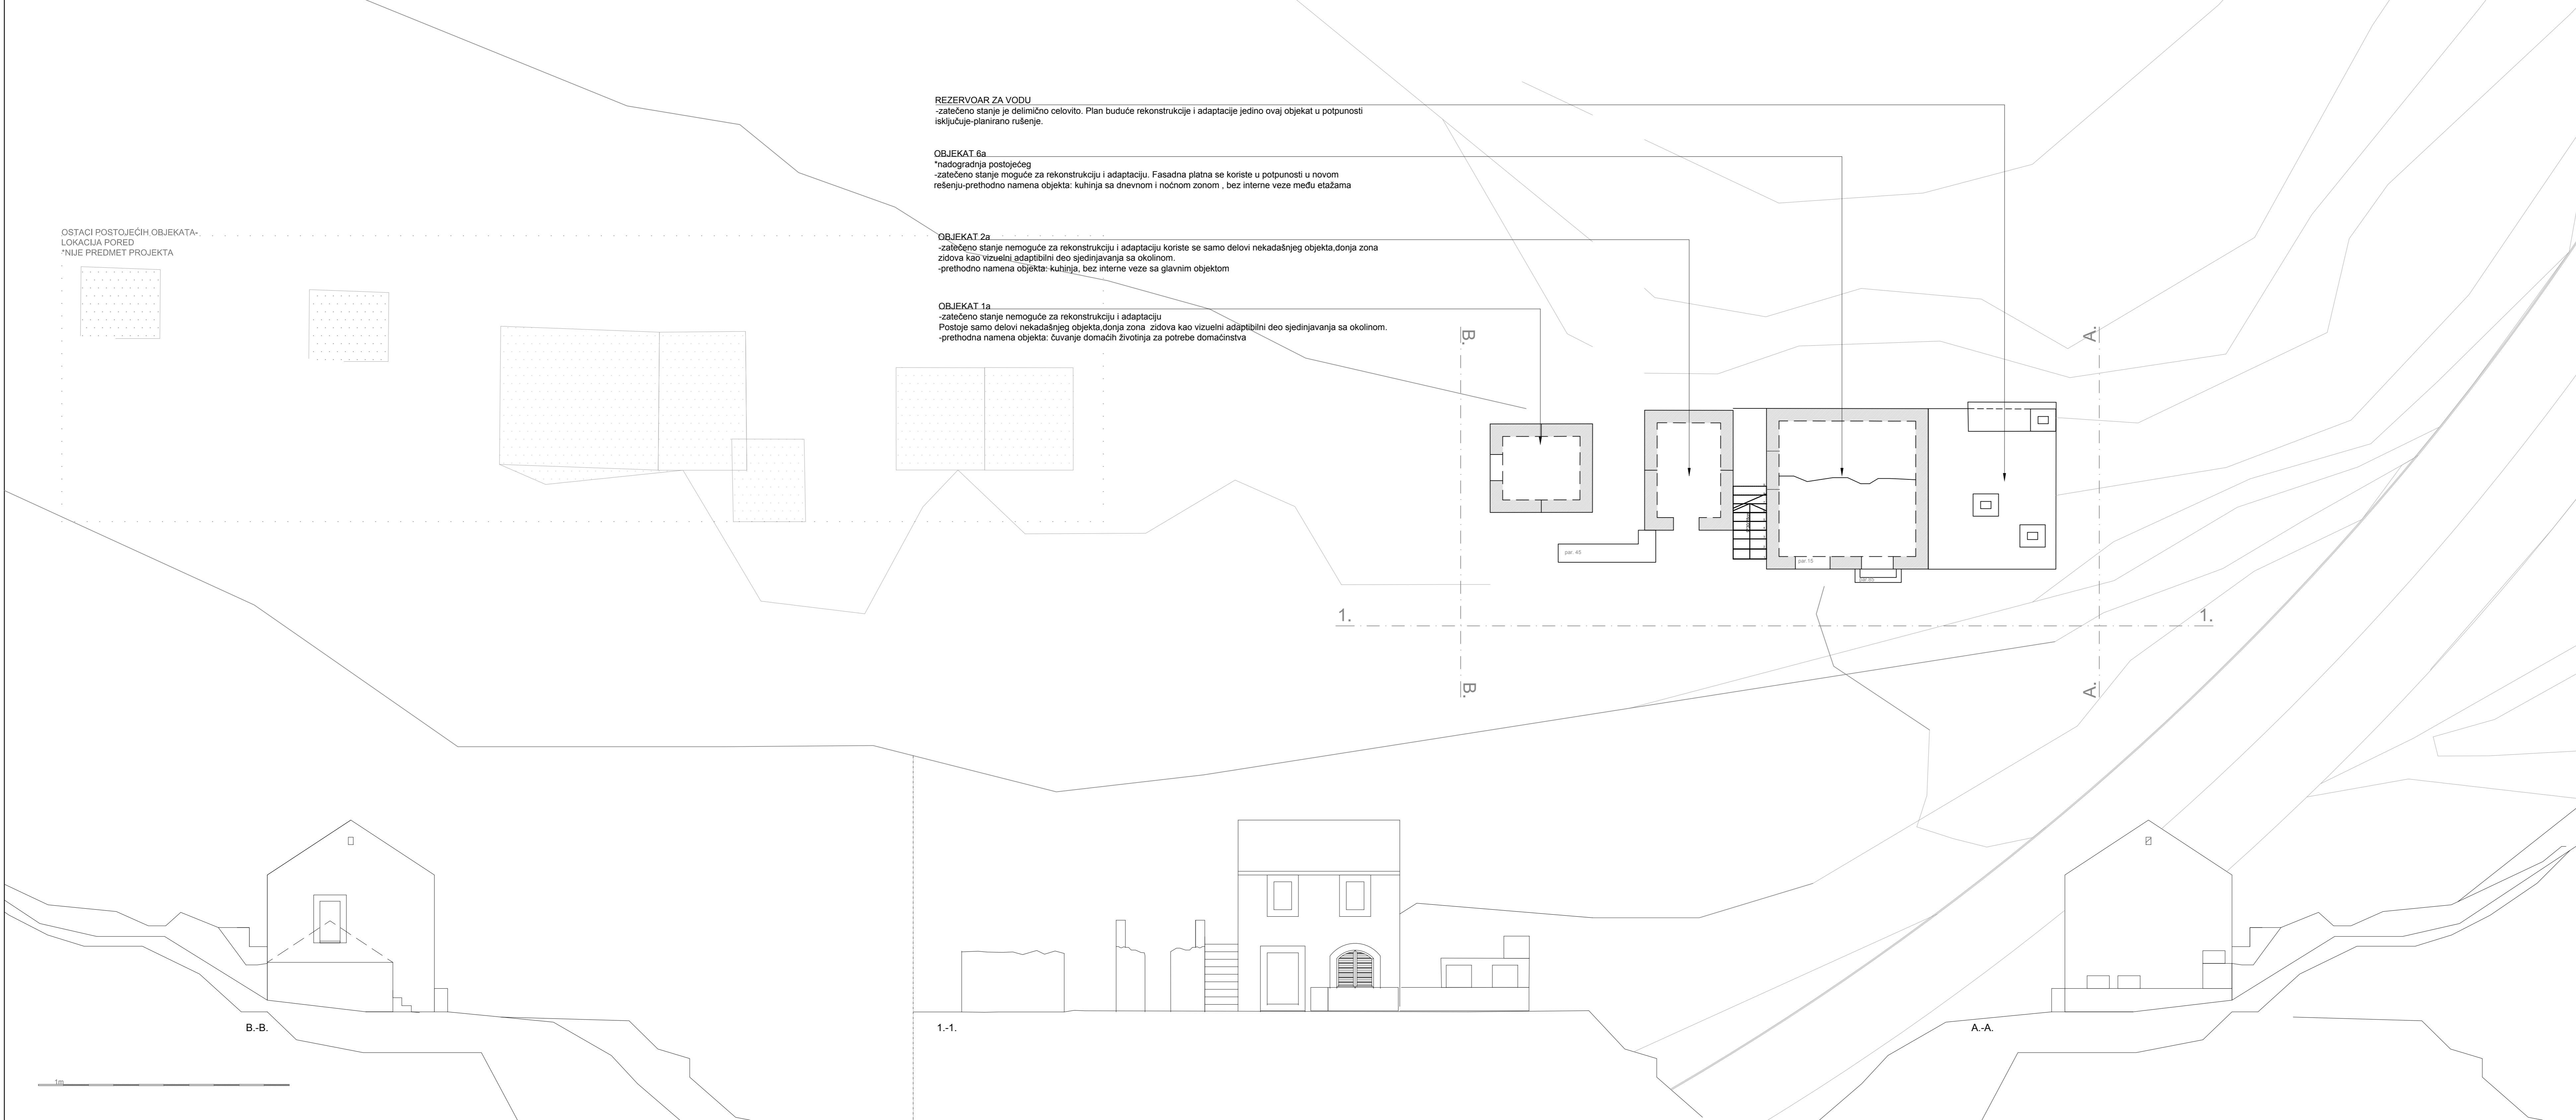 REZERVOAR ZA VODU
-zatečeno stanje je delimično celovito. Plan buduće rekonstrukcije i adaptacije jedino ovaj objekat u potpunosti
isključuje-planirano rušenje.
OBJEKAT 6a
*nadogradnja postojećeg
-zatečeno stanje moguće za rekonstrukciju i adaptaciju. Fasadna platna se koriste u potpunosti u novom
rešenju-prethodno namena objekta: kuhinja sa dnevnom i noćnom zonom , bez interne veze među etažama
OSTACI POSTOJEĆIH OBJEKATA-
LOKACIJA PORED
*NIJE PREDMET PROJEKTA
OBJEKAT 2a
-zatečeno stanje nemoguće za rekonstrukciju i adaptaciju koriste se samo delovi nekadašnjeg objekta,donja zona
zidova kao vizuelni adaptibilni deo sjedinjavanja sa okolinom.
-prethodno namena objekta: kuhinja, bez interne veze sa glavnim objektom
OBJEKAT 1a
-zatečeno stanje nemoguće za rekonstrukciju i adaptaciju
Postoje samo delovi nekadašnjeg objekta,donja zona zidova kao vizuelni adaptibilni deo sjedinjavanja sa okolinom.
-prethodna namena objekta: čuvanje domaćih životinja za potrebe domaćinstva
B.
A.
par. 45
par.15
1.
1.
B.
A.
B.-B.
1.-1.
A.-A.
1m